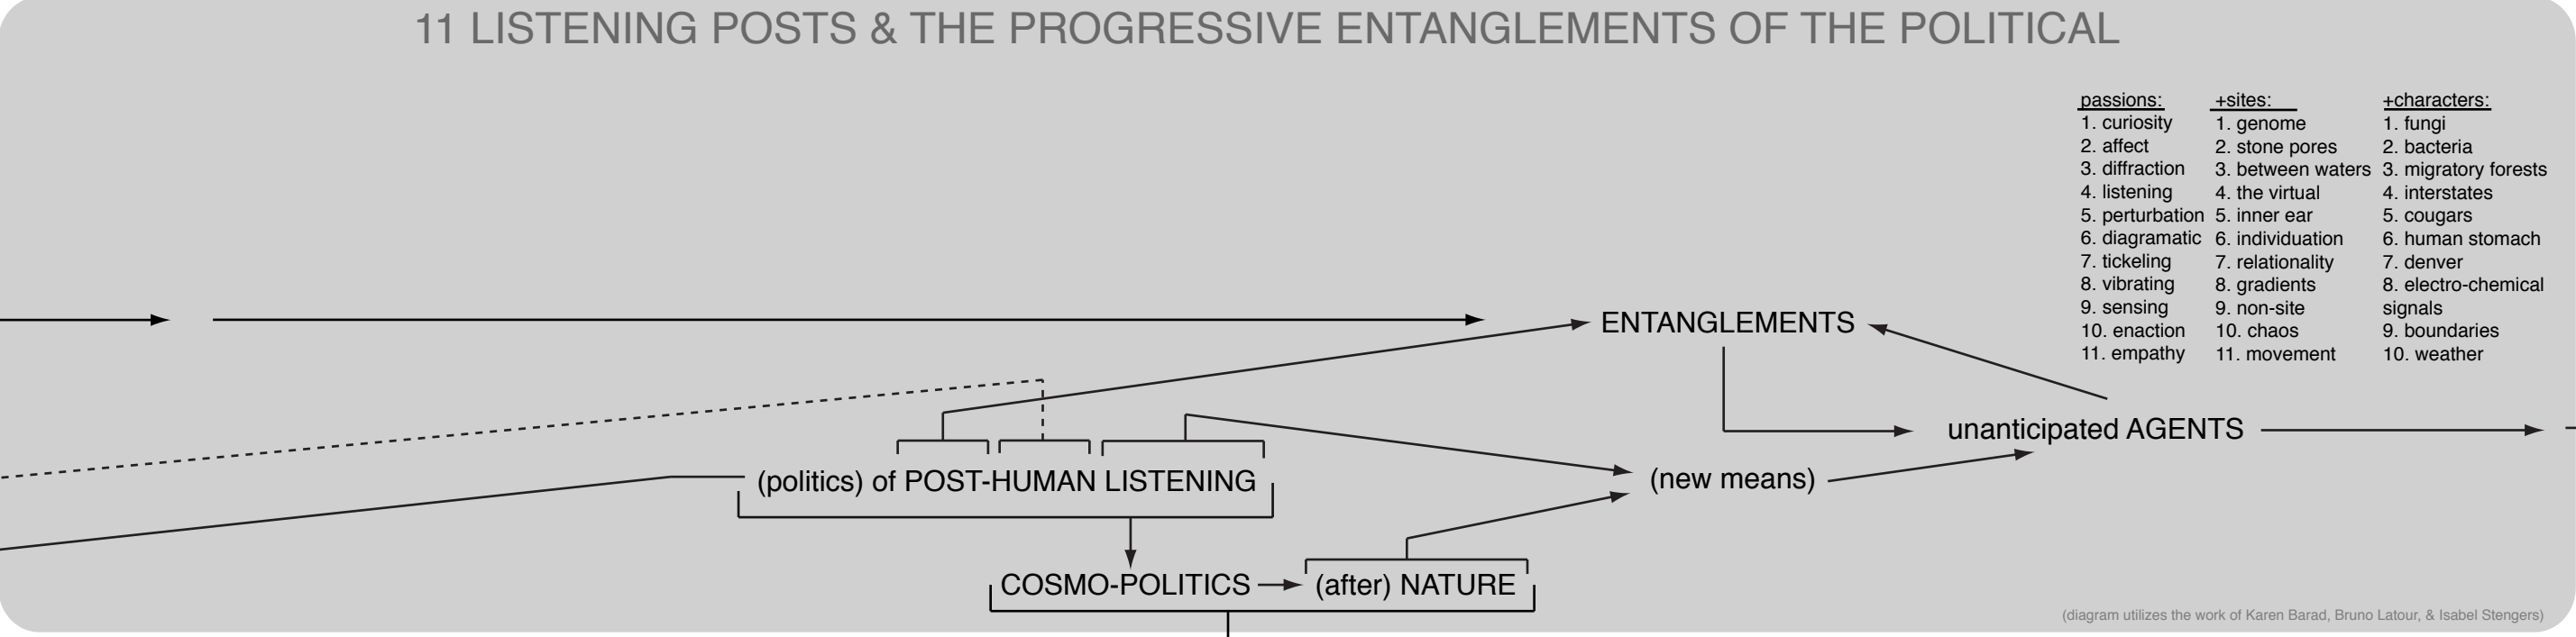 11 LISTENING POSTS & THE PROGRESSIVE ENTANGLEMENTS OF THE POLITICAL
passions:
1. curiosity
2. affect
3. diffraction
4. listening
5. perturbation
6. diagramatic
7. tickeling
8. vibrating
9. sensing
10. enaction
11. empathy
+sites:
1. genome
2. stone pores
3. between waters
4. the virtual
5. inner ear
6. individuation
7. relationality
8. gradients
9. non-site
10. chaos
11. movement
+characters:
1. fungi
2. bacteria
3. migratory forests
4. interstates
5. cougars
6. human stomach
7. denver
8. electro-chemical
signals
9. boundaries
10. weather
ENTANGLEMENTS
unanticipated AGENTS
(politics) of POST-HUMAN LISTENING
(new means)
COSMO-POLITICS
(after) NATURE
(diagram utilizes the work of Karen Barad, Bruno Latour, & Isabel Stengers)